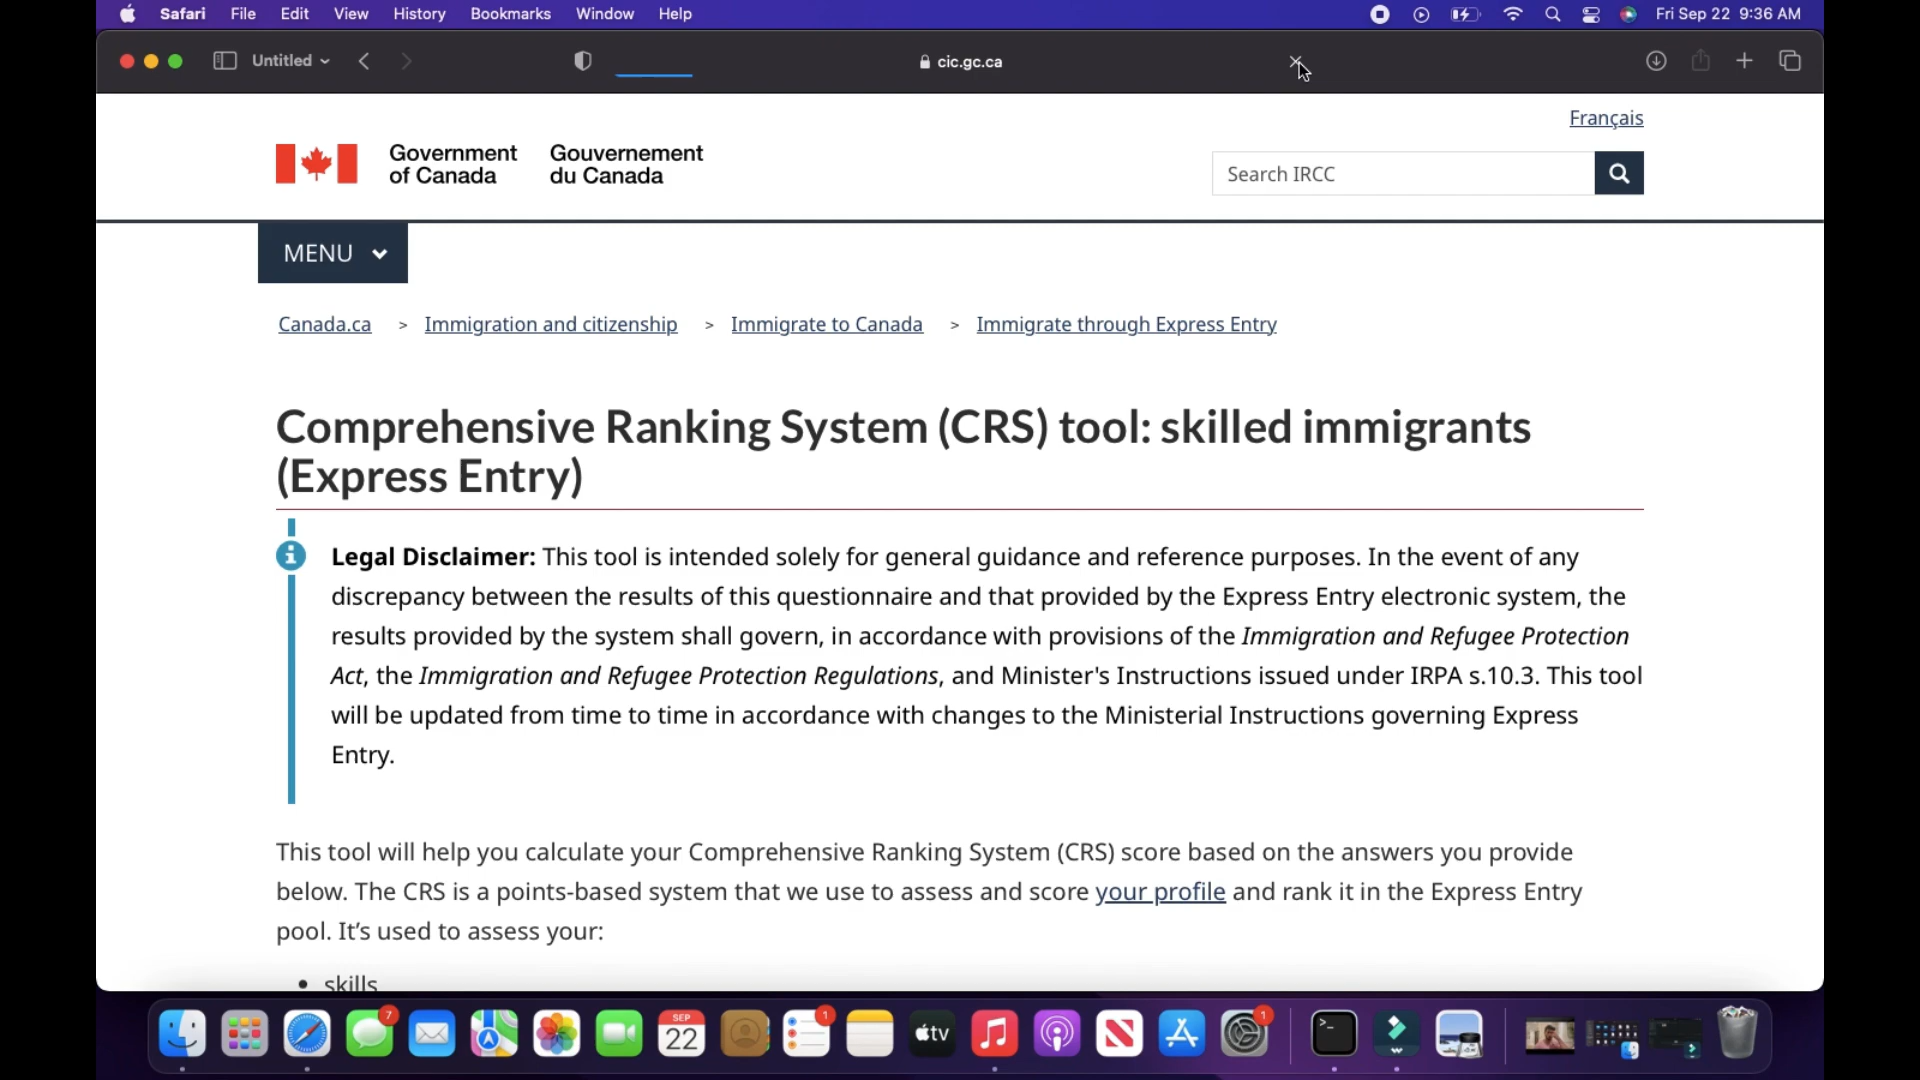 Safari File Edit View History Bookmarks Window Help Fri Sep 22 9:36 AM
Untitled cic.gc.ca
Français
Government of Canada
Gouvernement du Canada
Search IRCC
MENU
Canada.ca > Immigration and citizenship > Immigrate to Canada > Immigrate through Express Entry
Comprehensive Ranking System (CRS) tool: skilled immigrants
(Express Entry)
Legal Disclaimer: This tool is intended solely for general guidance and reference purposes. In the event of any
discrepancy between the results of this questionnaire and that provided by the Express Entry electronic system, the
results provided by the system shall govern, in accordance with provisions of the Immigration and Refugee Protection
Act, the Immigration and Refugee Protection Regulations, and Minister's Instructions issued under IRPA s.10.3. This tool
will be updated from time to time in accordance with changes to the Ministerial Instructions governing Express
Entry.
This tool will help you calculate your Comprehensive Ranking System (CRS) score based on the answers you provide
below. The CRS is a points-based system that we use to assess and score your profile and rank it in the Express Entry
pool. It's used to assess your:
• skills
7 SEP 22 1 tv 1